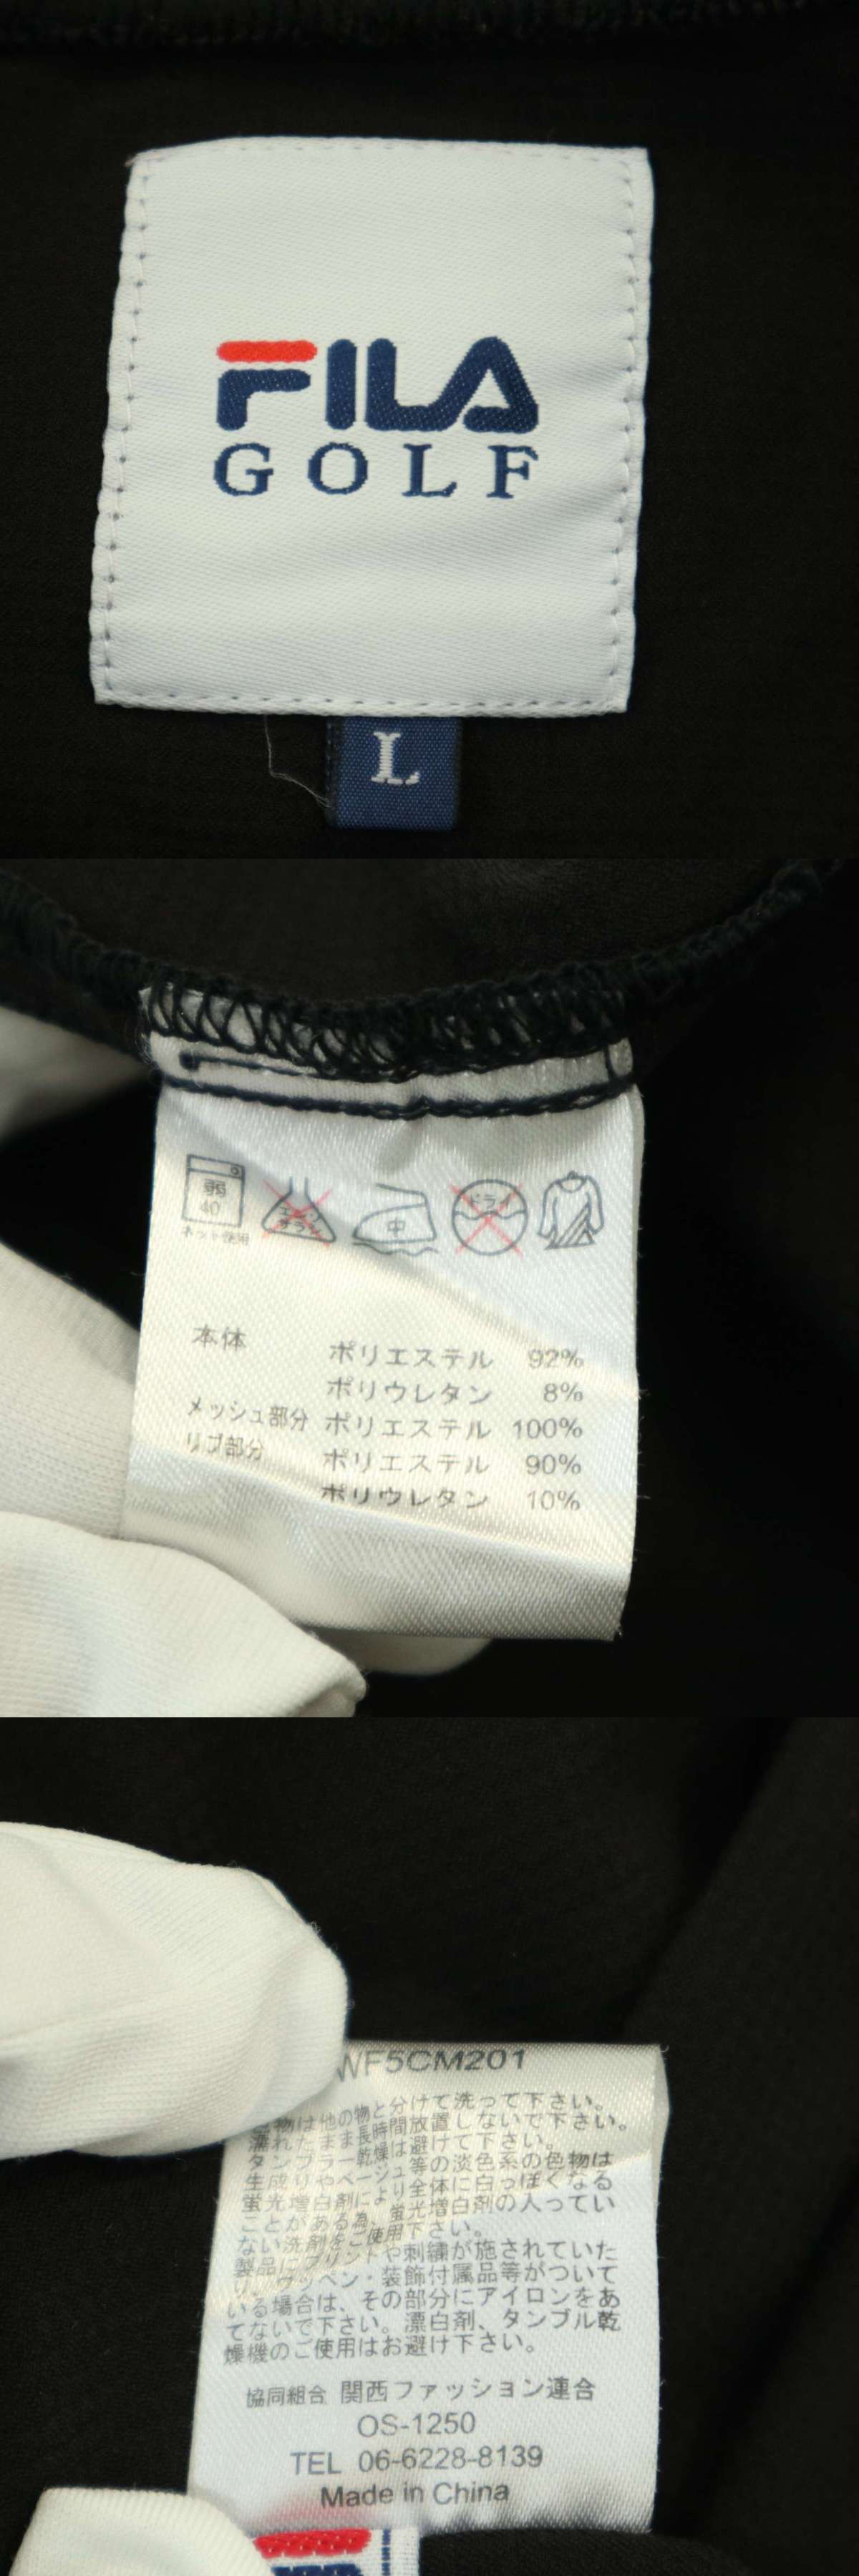 FILA
GOLF
L
弱
40
ネット使用
エンソ
サラシ
中
ドライ
本体 ポリエステル 92%
ポリウレタン 8%
メッシュ部分 ポリエステル 100%
リブ部分 ポリエステル 90%
ポリウレタン 10%
WF5CM201
物は他の物と分けて洗って下さい。
濡れたまま長時間放置しないで下さい。
タンブラー乾燥は避けて下さい。
生成りや ベージュ等の淡色系の色物は
蛍光増白剤により全体に白っぽくなる
ことがある為、蛍光増白剤の入ってい
ない洗剤をご使用下さい。
製品にプリントや刺繍が施されていた
り、ワッペン・装飾付属品等がついて
いる場合は、その部分にアイロンをあ
てないで下さい。漂白剤、タンブル乾
燥機のご使用はお避け下さい。
協同組合 関西ファッション連合
OS-1250
TEL 06-6228-8139
Made in China